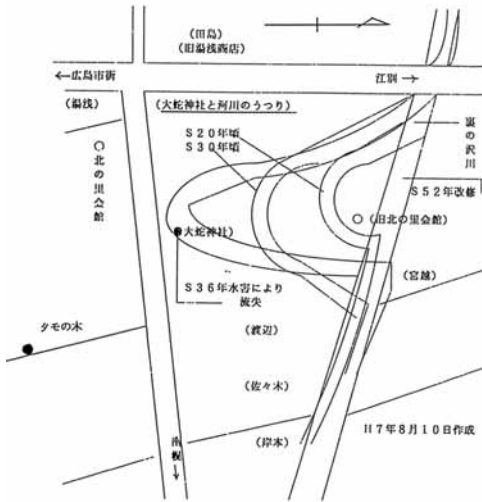 (田島)
(旧湯浅商店)
←広島市街
江別→
(湯浅)
(大蛇神社と河川のうつり)
裏の沢川
S20年頃
S30年頃
○北の里会館
S52年改修
○(旧北の里会館)
●大蛇神社)
(宮越)
S36年水害により
流失
タモの木
(渡辺)
(佐々木)
(岸本)
H7年8月10日作成
南幌
↓